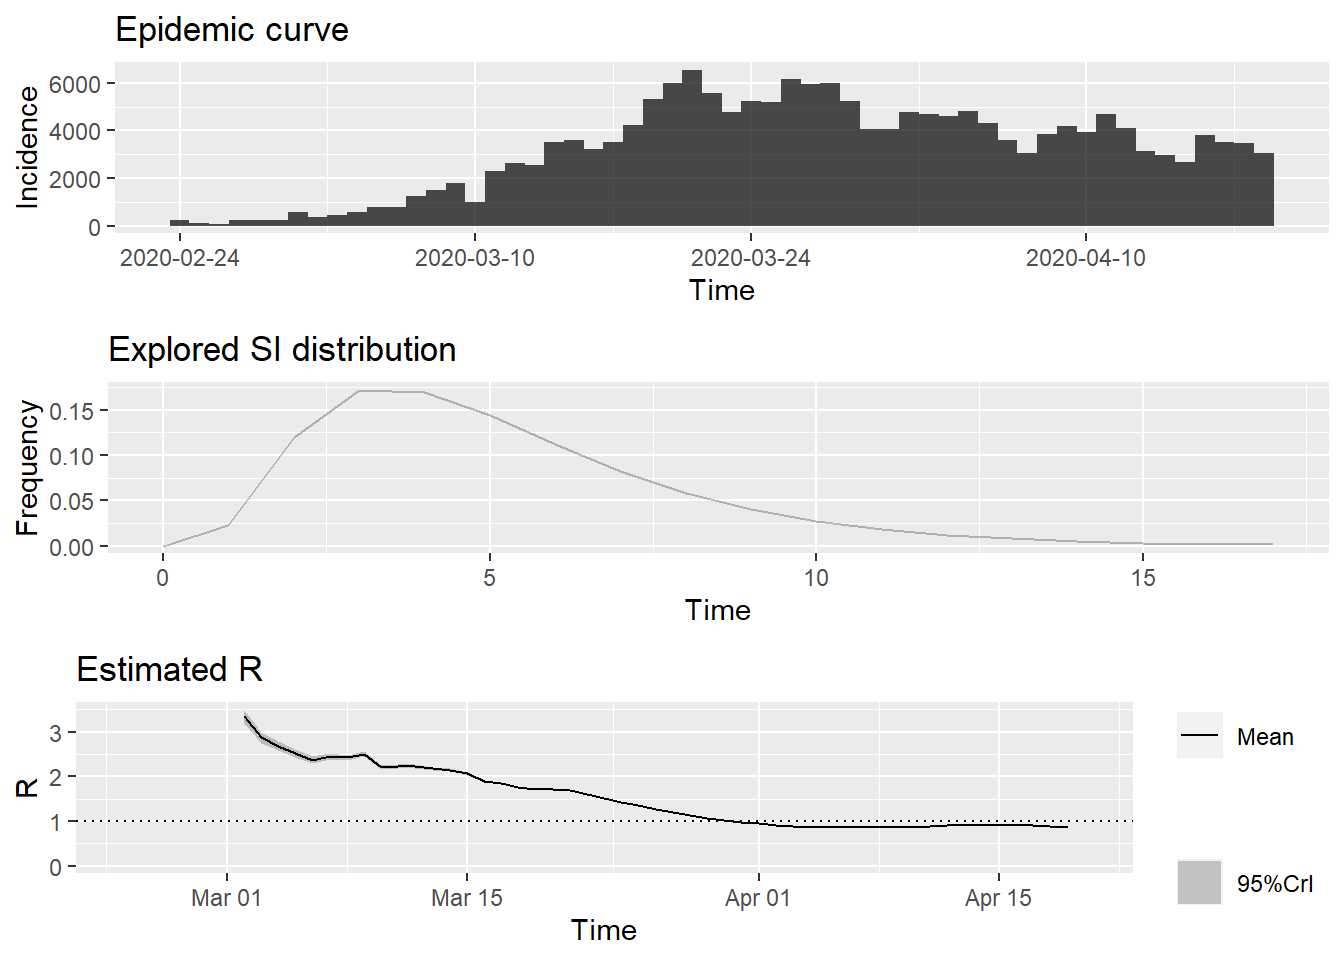 Epidemic curve
6000
4000
2000
0
Incidence
2020-02-24 2020-03-10 2020-03-24 2020-04-10
Time
Explored SI distribution
0.15
0.10
0.05
0.00
Frequency
0 5 10 15
Time
Estimated R
3
2
1
0
R
Mar 01 Mar 15 Apr 01 Apr 15
Time
Mean
95%CrI